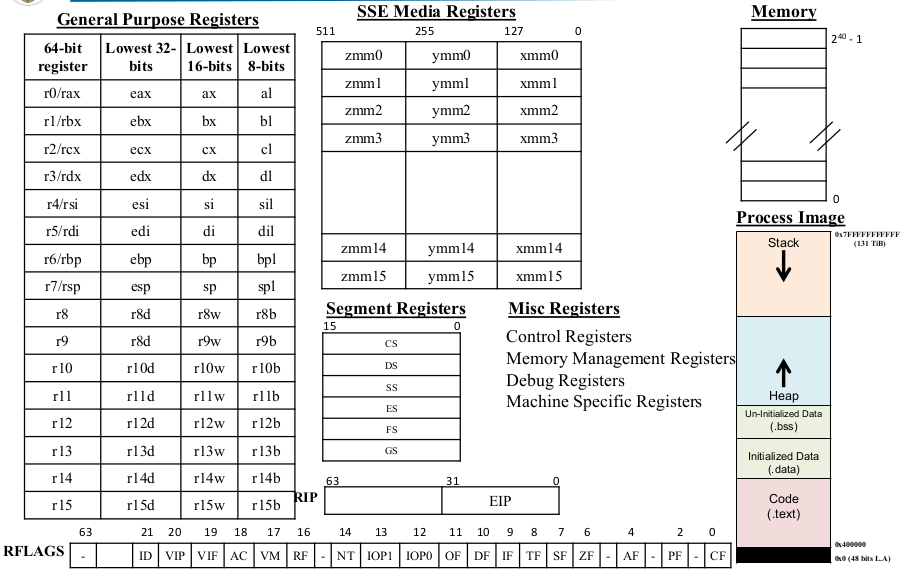 General Purpose Registers
64-bit register | Lowest 32-bits | Lowest 16-bits | Lowest 8-bits
r0/rax | eax | ax | al
r1/rbx | ebx | bx | bl
r2/rcx | ecx | cx | cl
r3/rdx | edx | dx | dl
r4/rsi | esi | si | sil
r5/rdi | edi | di | dil
r6/rbp | ebp | bp | bpl
r7/rsp | esp | sp | spl
r8 | r8d | r8w | r8b
r9 | r8d | r9w | r9b
r10 | r10d | r10w | r10b
r11 | r11d | r11w | r11b
r12 | r12d | r12w | r12b
r13 | r13d | r13w | r13b
r14 | r14d | r14w | r14b
r15 | r15d | r15w | r15b
SSE Media Registers
511 255 127 0
zmm0 | ymm0 | xmm0
zmm1 | ymm1 | xmm1
zmm2 | ymm2 | xmm2
zmm3 | ymm3 | xmm3
zmm14 | ymm14 | xmm14
zmm15 | ymm15 | xmm15
Segment Registers
15 0
CS
DS
SS
ES
FS
GS
Misc Registers
Control Registers
Memory Management Registers
Debug Registers
Machine Specific Registers
63 31 0
RIP EIP
Memory
2⁴⁰ - 1
0
Process Image
0x7FFFFFFFFFFF
(131 TiB)
Stack
Heap
Un-Initialized Data
(.bss)
Initialized Data
(.data)
Code
(.text)
0x400000
0x0 (48 bits L.A)
63 21 20 19 18 17 16 14 13 12 11 10 9 8 7 6 4 2 0
RFLAGS - | ID | VIP | VIF | AC | VM | RF | - | NT | IOP1 | IOP0 | OF | DF | IF | TF | SF | ZF | - | AF | - | PF | - | CF